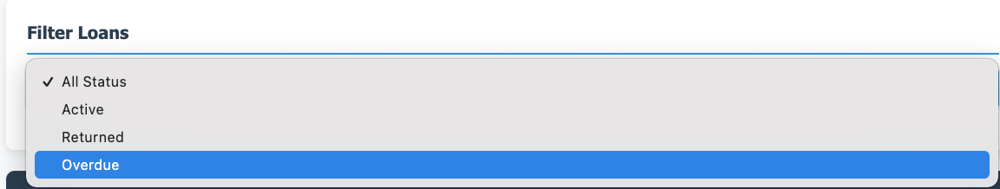 Filter Loans
✓ All Status
Active
Returned
Overdue